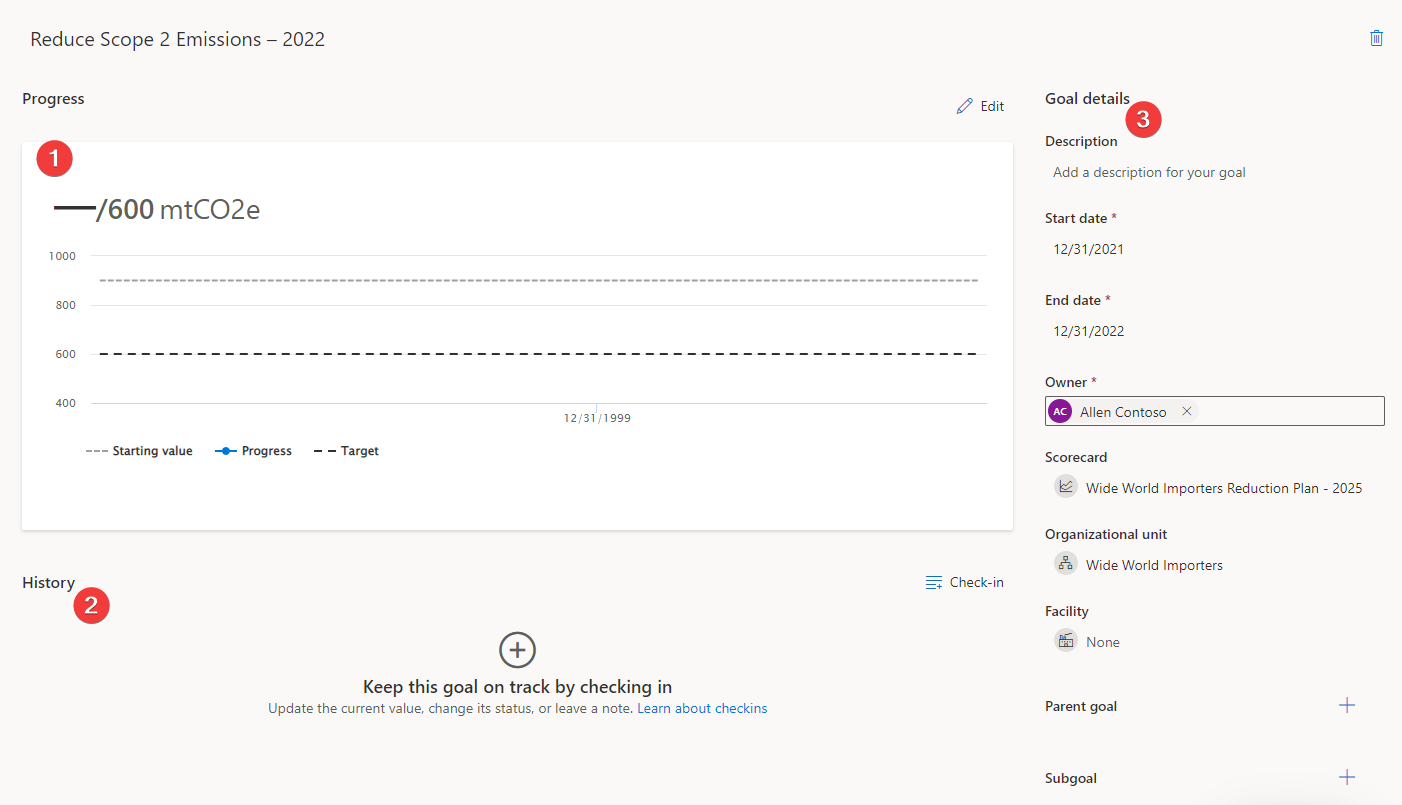 Reduce Scope 2 Emissions – 2022
Progress
Edit
1
/600 mtCO2e
1000
800
600
400
12/31/1999
Starting value
Progress
Target
History
2
Check-in
Keep this goal on track by checking in
Update the current value, change its status, or leave a note. Learn about checkins
Goal details
3
Description
Add a description for your goal
Start date *
12/31/2021
End date *
12/31/2022
Owner *
AC Allen Contoso
Scorecard
Wide World Importers Reduction Plan - 2025
Organizational unit
Wide World Importers
Facility
None
Parent goal
Subgoal